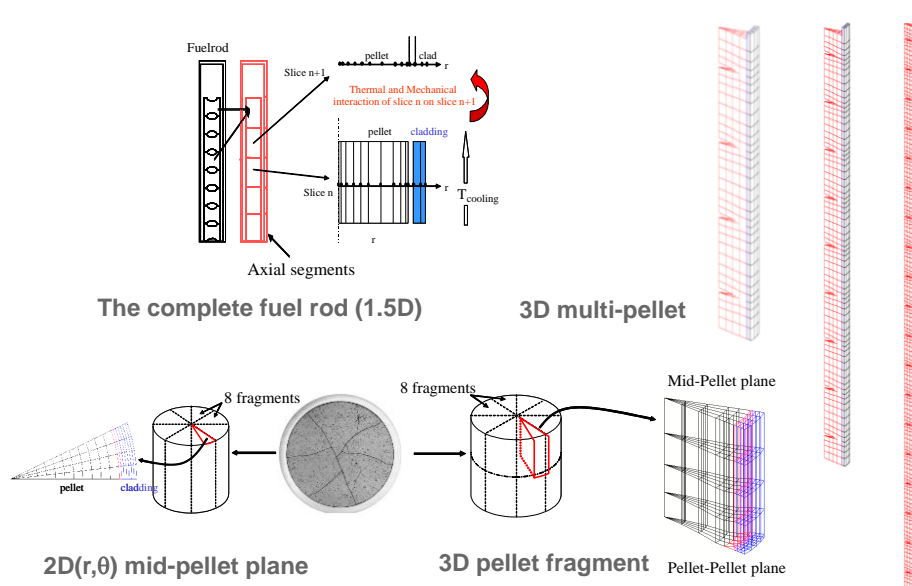 Fuelrod
pellet
clad
r
Slice n+1
Thermal and Mechanical
interaction of slice n on slice n+1
pellet
cladding
Slice n
r
T_cooling
r
Axial segments
The complete fuel rod (1.5D)
3D multi-pellet
8 fragments
8 fragments
Mid-Pellet plane
pellet
cladding
2D(r,θ) mid-pellet plane
3D pellet fragment
Pellet-Pellet plane